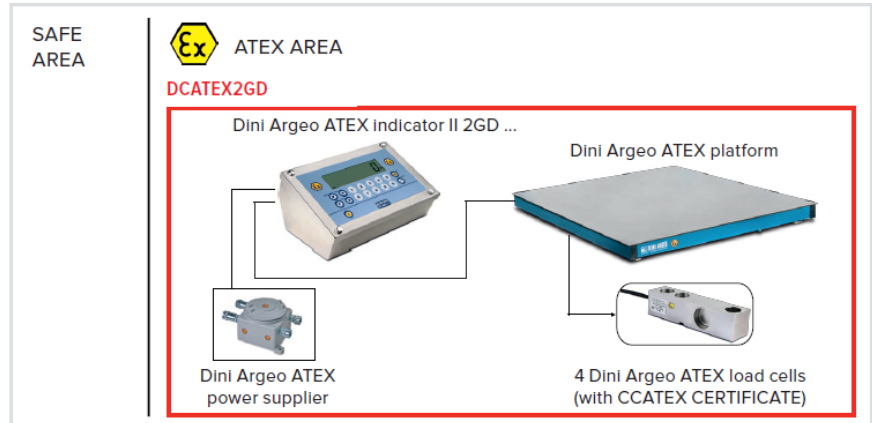 SAFE
AREA
Ex
ATEX AREA
DCATEX2GD
Dini Argeo ATEX indicator II 2GD ...
Dini Argeo ATEX platform
Dini Argeo ATEX
power supplier
4 Dini Argeo ATEX load cells
(with CCATEX CERTIFICATE)